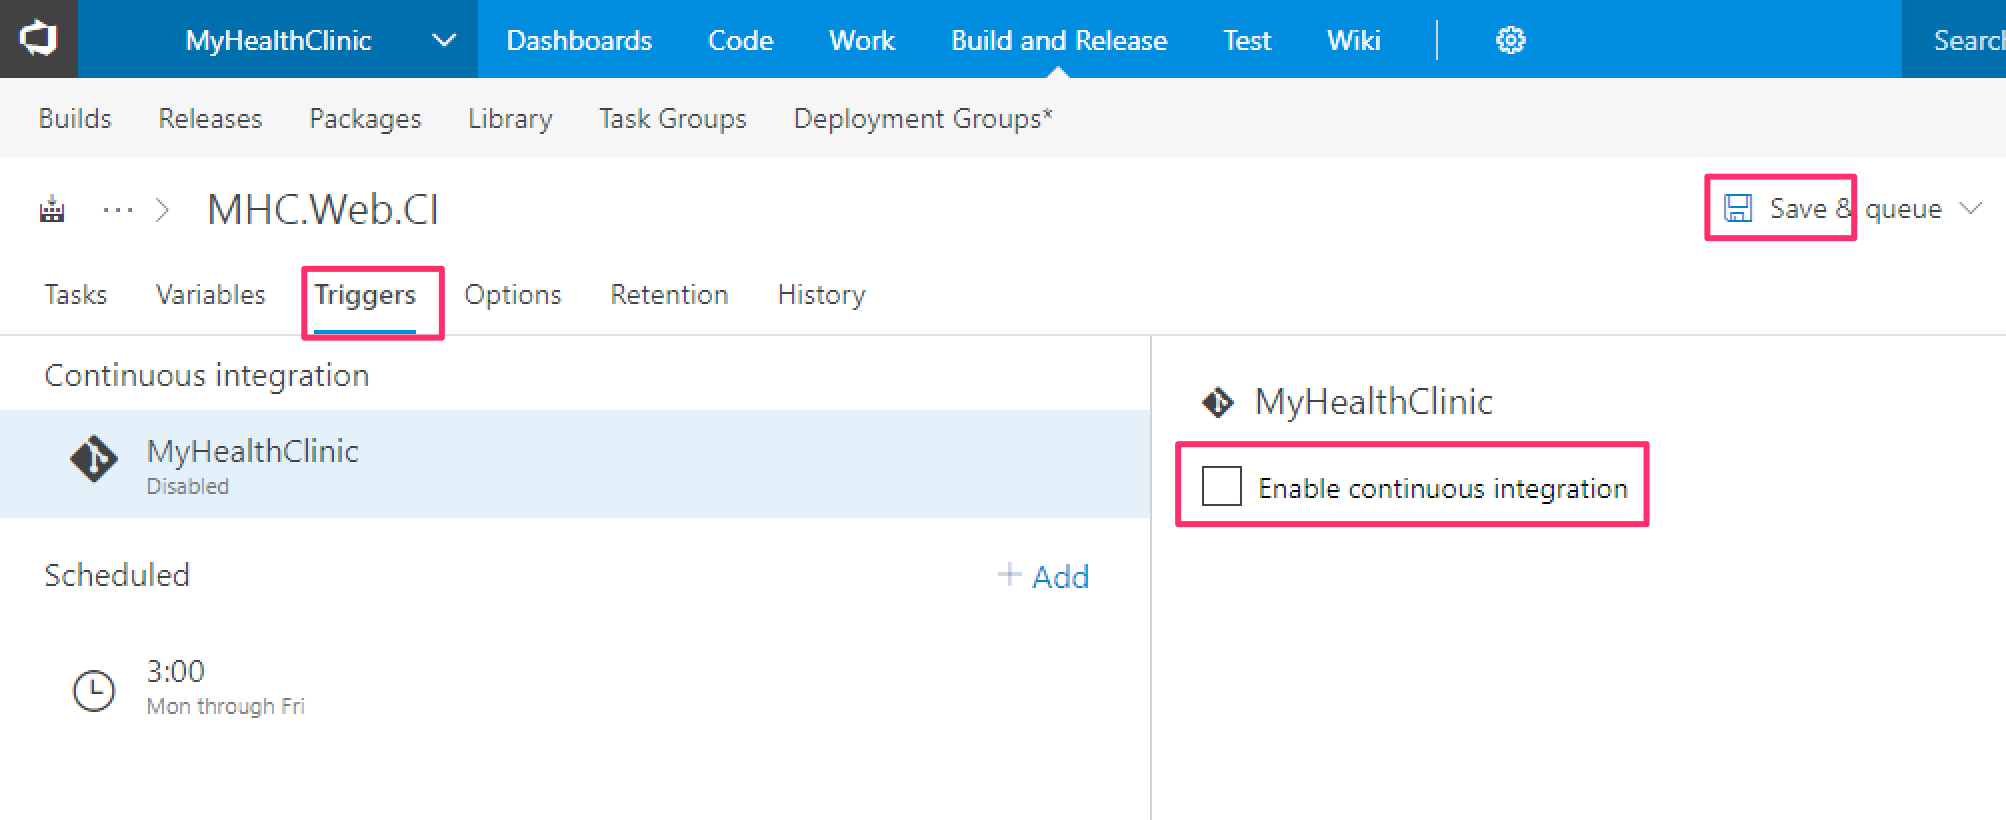 MyHealthClinic Dashboards Code Work Build and Release Test Wiki Search
Builds Releases Packages Library Task Groups Deployment Groups*
... MHC.Web.CI Save & queue
Tasks Variables Triggers Options Retention History
Continuous integration
MyHealthClinic
MyHealthClinic
Disabled
Enable continuous integration
Scheduled + Add
3:00
Mon through Fri